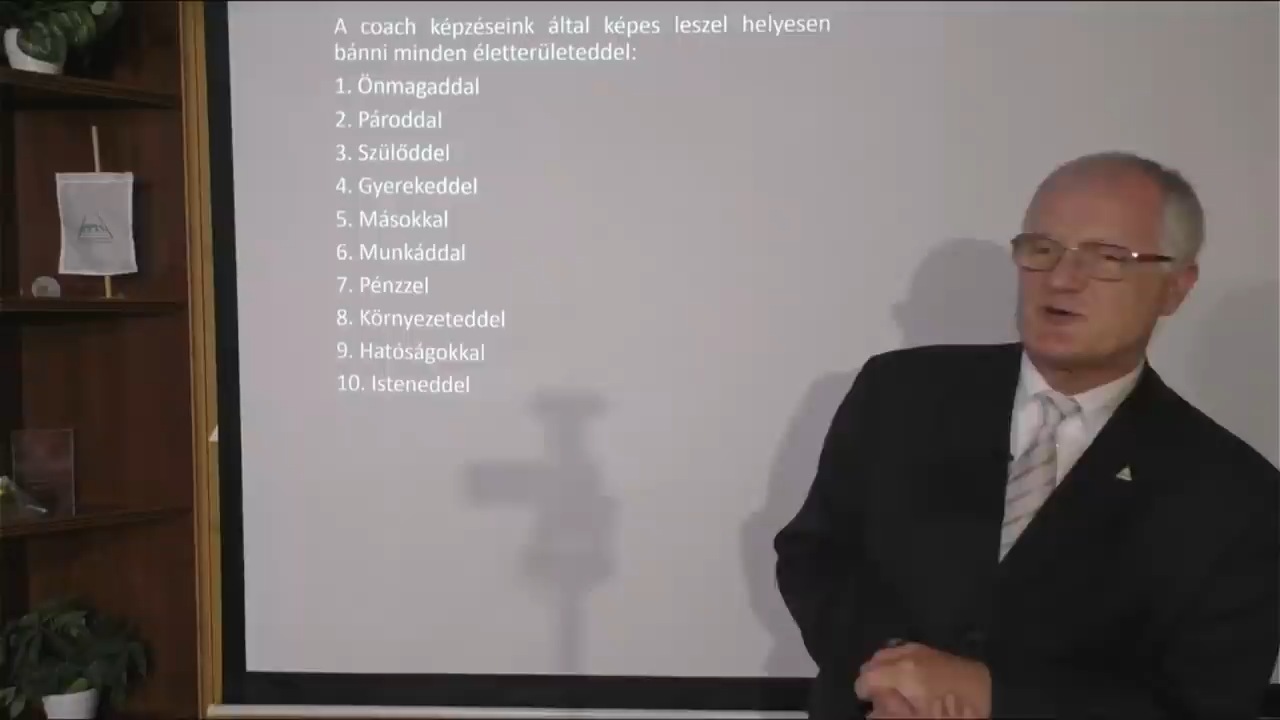 A coach képzéseink által képes leszel helyesen
bánni minden életterületeddel:
1. Önmagaddal
2. Pároddal
3. Szülőddel
4. Gyerekeddel
5. Másokkal
6. Munkáddal
7. Pénzzel
8. Környezeteddel
9. Hatóságokkal
10. Isteneddel